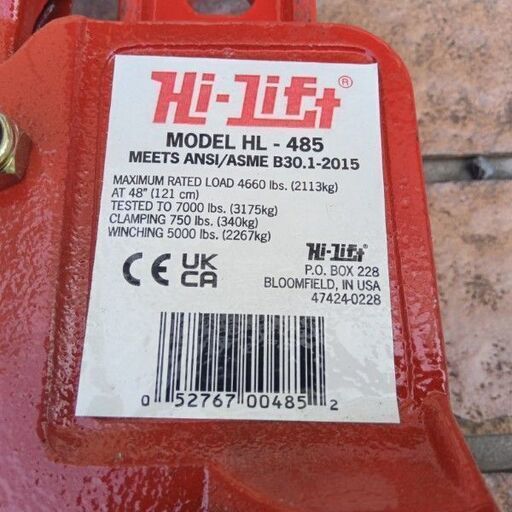 Hi-Lift®
MODEL HL - 485
MEETS ANSI/ASME B30.1-2015
MAXIMUM RATED LOAD 4660 lbs. (2113kg)
AT 48" (121 cm)
TESTED TO 7000 lbs. (3175kg)
CLAMPING 750 lbs. (340kg)
WINCHING 5000 lbs. (2267kg)
Hi-Lift®
P.O. BOX 228
BLOOMFIELD, IN USA
47424-0228
CE UK
CA
0 52767 00485 2